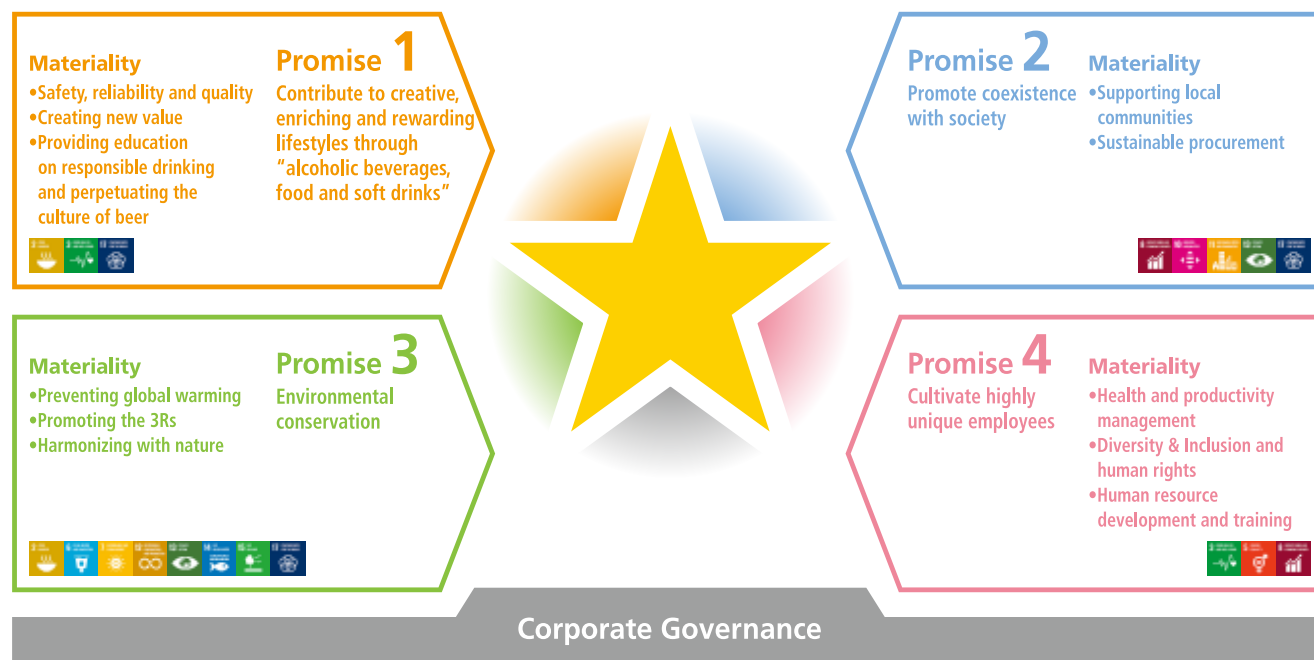 Materiality
•Safety, reliability and quality
•Creating new value
•Providing education
on responsible drinking
and perpetuating the
culture of beer
Promise 1
Contribute to creative,
enriching and rewarding
lifestyles through
“alcoholic beverages,
food and soft drinks”
Promise 2
Promote coexistence
with society
Materiality
•Supporting local
communities
•Sustainable procurement
Materiality
•Preventing global warming
•Promoting the 3Rs
•Harmonizing with nature
Promise 3
Environmental
conservation
Promise 4
Cultivate highly
unique employees
Materiality
•Health and productivity
management
•Diversity & Inclusion and
human rights
•Human resource
development and training
Corporate Governance